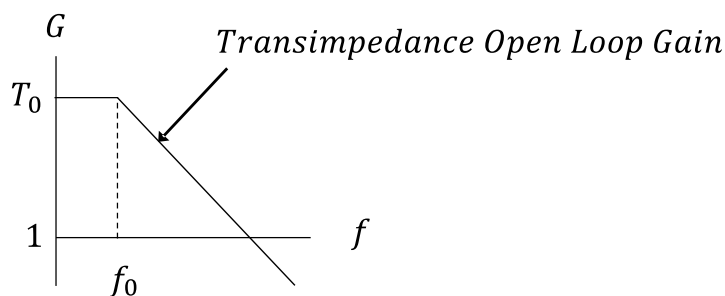 G
Transimpedance Open Loop Gain
T₀
1
f
f₀